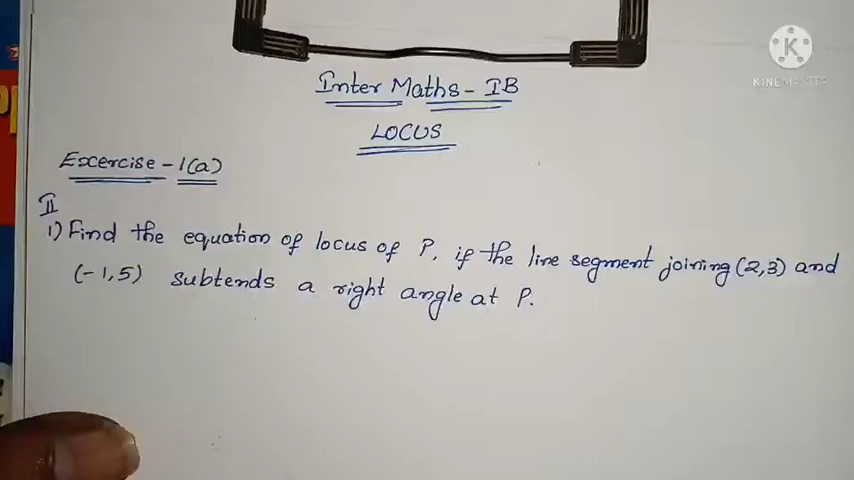 Inter Maths - IB
LOCUS
Excercise - 1(a)
II
1) Find the equation of locus of P, if the line segment joining (2,3) and
(-1,5) subtends a right angle at P.
K
KINEMASTER